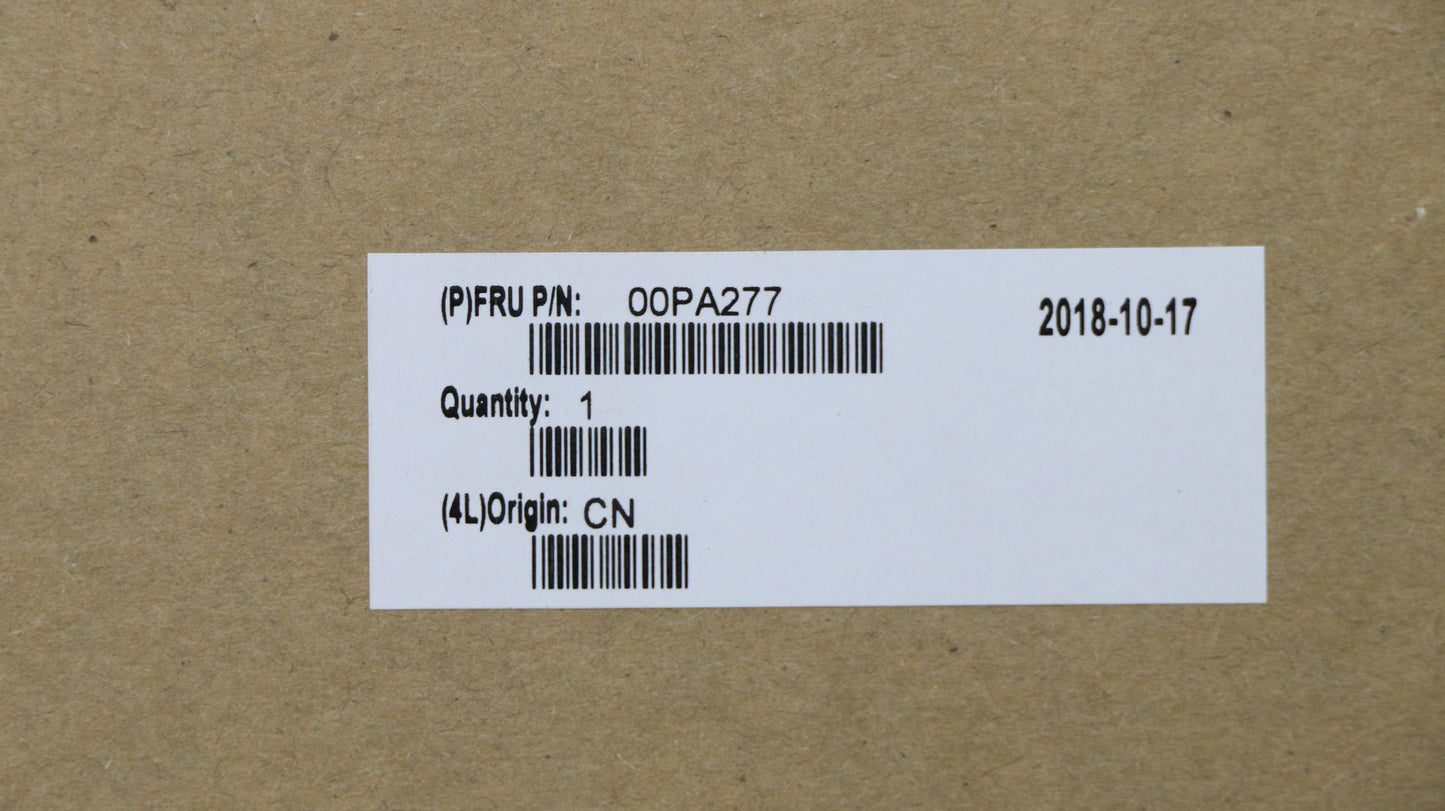 (P)FRU P/N: 00PA277
2018-10-17
Quantity: 1
(4L)Origin: CN